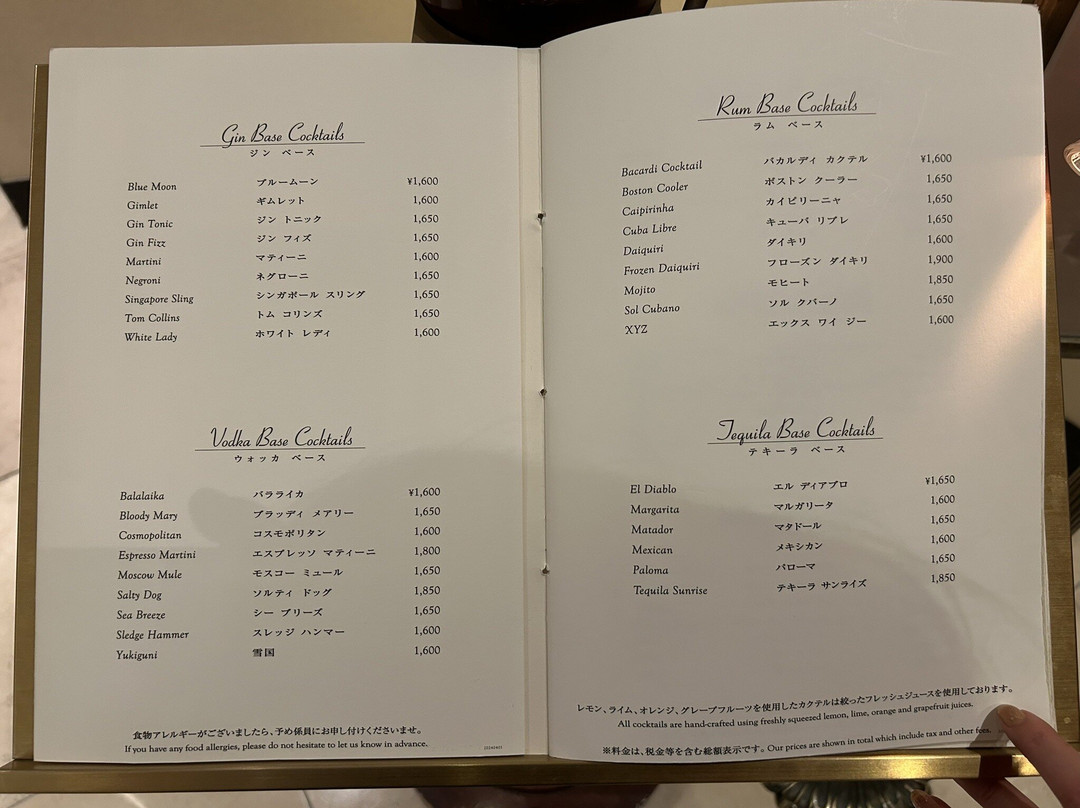 Gin Base Cocktails
ジン ベース
Blue Moon ブルームーン ¥1,600
Gimlet ギムレット 1,600
Gin Tonic ジン トニック 1,650
Gin Fizz ジン フィズ 1,650
Martini マティーニ 1,600
Negroni ネグローニ 1,650
Singapore Sling シンガポール スリング 1,650
Tom Collins トム コリンズ 1,650
White Lady ホワイト レディ 1,600
Vodka Base Cocktails
ウォッカ ベース
Balalaika バラライカ ¥1,600
Bloody Mary ブラッディ メアリー 1,650
Cosmopolitan コスモポリタン 1,600
Espresso Martini エスプレッソ マティーニ 1,800
Moscow Mule モスコー ミュール 1,650
Salty Dog ソルティ ドッグ 1,850
Sea Breeze シー ブリーズ 1,650
Sledge Hammer スレッジ ハンマー 1,600
Yukiguni 雪国 1,600
食物アレルギーがございましたら、予め係員にお申し付けくださいませ。
If you have any food allergies, please do not hesitate to let us know in advance.
Rum Base Cocktails
ラム ベース
Bacardi Cocktail バカルディ カクテル ¥1,600
Boston Cooler ボストン クーラー 1,650
Caipirinha カイピリーニャ 1,650
Cuba Libre キューバ リブレ 1,650
Daiquiri ダイキリ 1,600
Frozen Daiquiri フローズン ダイキリ 1,900
Mojito モヒート 1,850
Sol Cubano ソル クバーノ 1,650
XYZ エックス ワイ ジー 1,600
Tequila Base Cocktails
テキーラ ベース
El Diablo エル ディアブロ ¥1,650
Margarita マルガリータ 1,600
Matador マタドール 1,650
Mexican メキシカン 1,600
Paloma パローマ 1,650
Tequila Sunrise テキーラ サンライズ 1,850
レモン、ライム、オレンジ、グレープフルーツを使用したカクテルは絞ったフレッシュジュースを使用しております。
All cocktails are hand-crafted using freshly squeezed lemon, lime, orange and grapefruit juices.
※料金は、税金等を含む総額表示です。Our prices are shown in total which include tax and other fees.